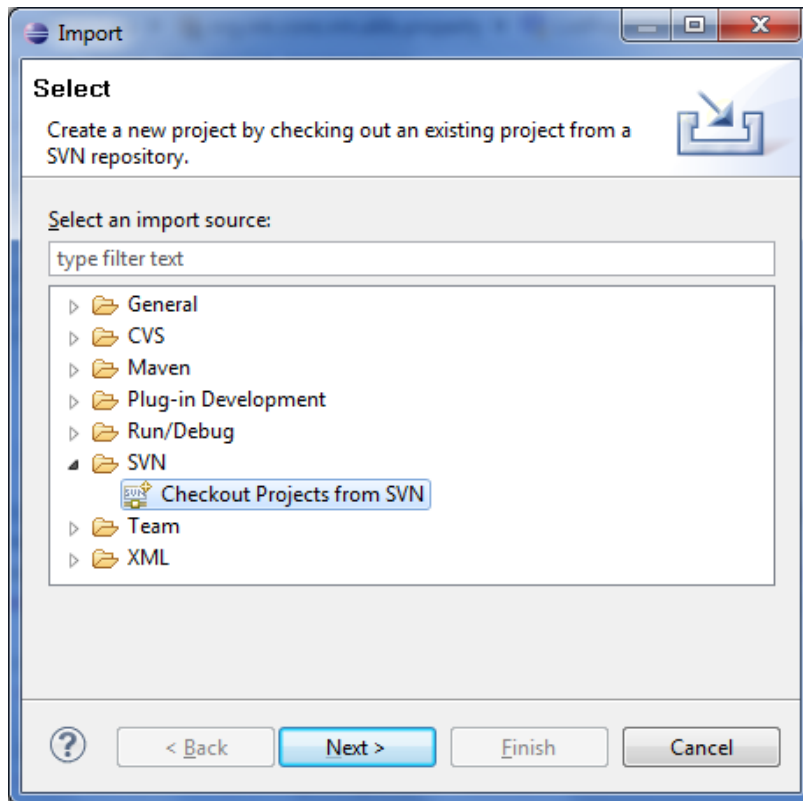 Import
Select
Create a new project by checking out an existing project from a
SVN repository.
Select an import source:
type filter text
General
CVS
Maven
Plug-in Development
Run/Debug
SVN
Checkout Projects from SVN
Team
XML
? < Back Next > Finish Cancel